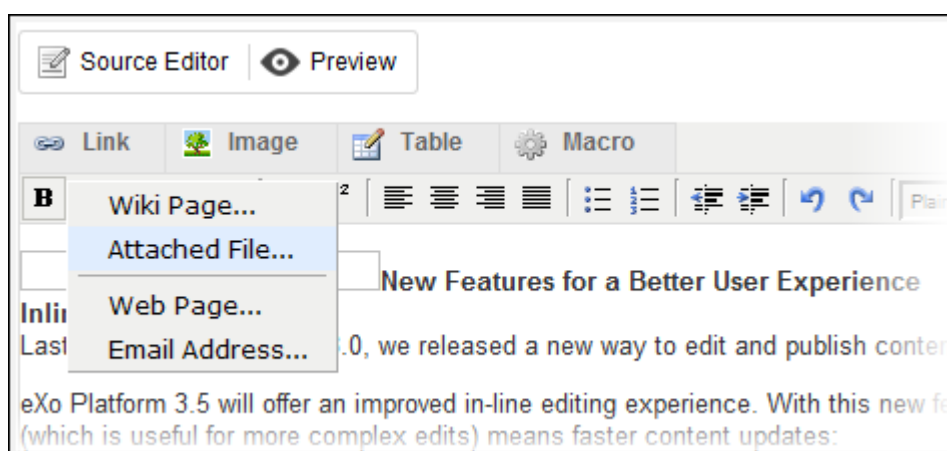 Source Editor Preview
Link Image Table Macro
B 2
Wiki Page...
Attached File...
Web Page...
Email Address...
New Features for a Better User Experience
Last .0, we released a new way to edit and publish
eXo Platform 3.5 will offer an improved in-line editing experience. With this new
(which is useful for more complex edits) means faster content updates: